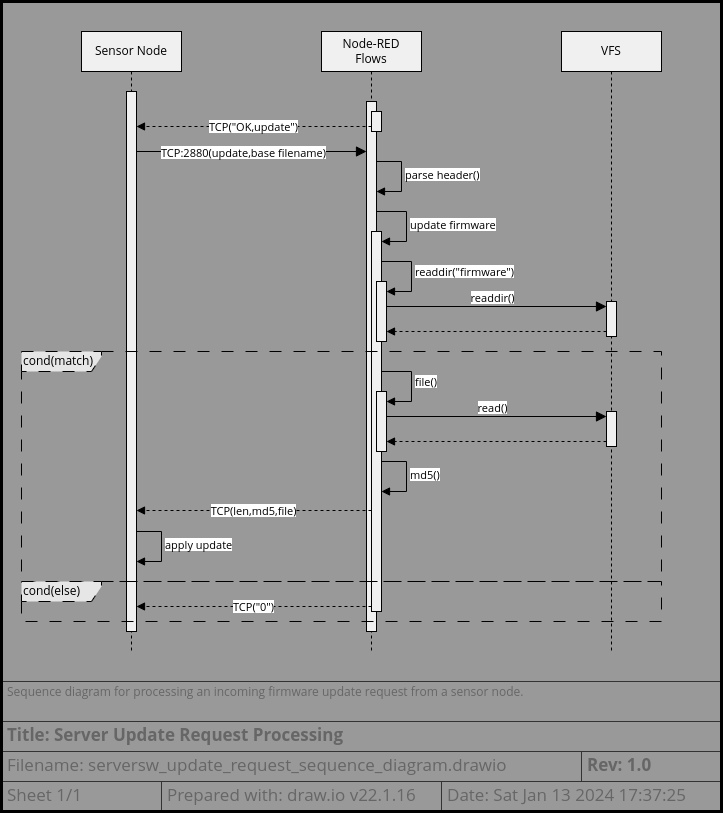 Sensor Node
Node-RED
Flows
VFS
TCP("OK,update")
TCP:2880(update,base filename)
parse header()
update firmware
readdir("firmware")
readdir()
cond(match)
file()
read()
md5()
TCP(len,md5,file)
apply update
cond(else)
TCP("0")
Sequence diagram for processing an incoming firmware update request from a sensor node.
Title: Server Update Request Processing
Filename: serversw_update_request_sequence_diagram.drawio
Rev: 1.0
Sheet 1/1
Prepared with: draw.io v22.1.16
Date: Sat Jan 13 2024 17:37:25